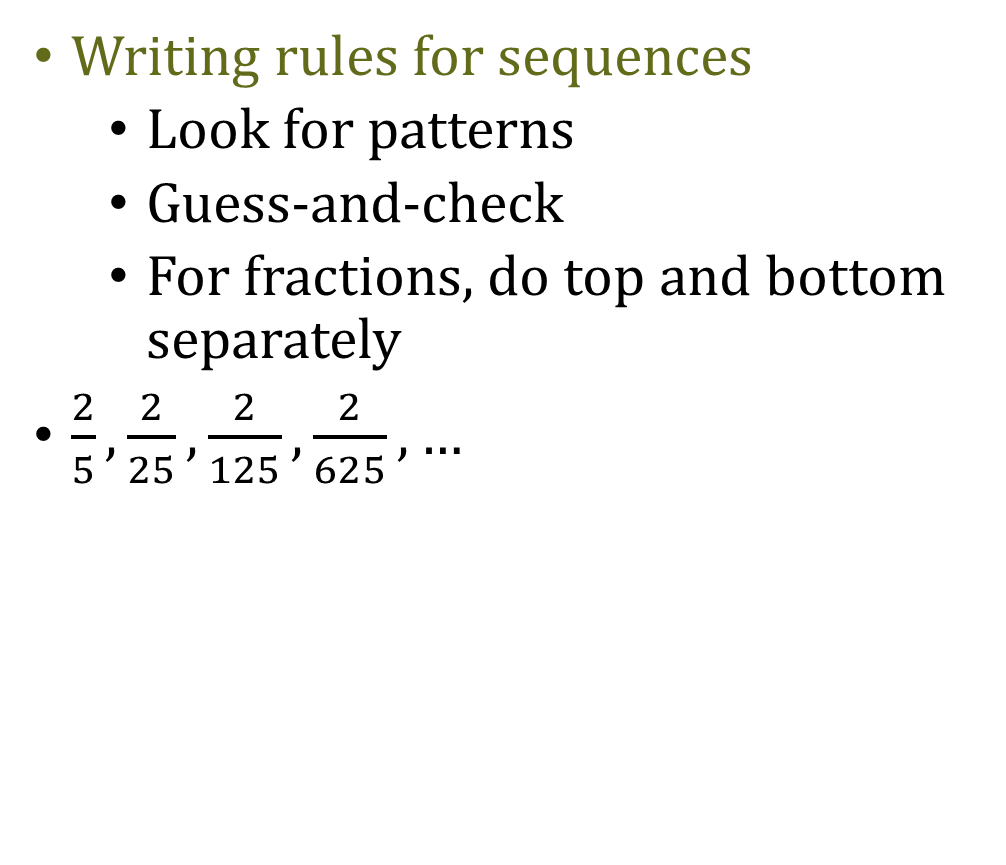 • Writing rules for sequences
• Look for patterns
• Guess-and-check
• For fractions, do top and bottom
separately
• 2/5, 2/25, 2/125, 2/625, …